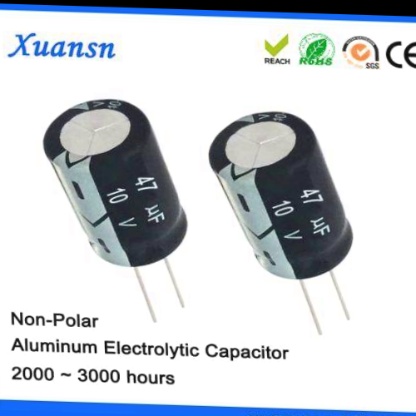 Xuansn
REACH
RoHS
SGS
CE
50 V
47 µF
10 V
47 µF
10 V
Non-Polar
Aluminum Electrolytic Capacitor
2000 ~ 3000 hours